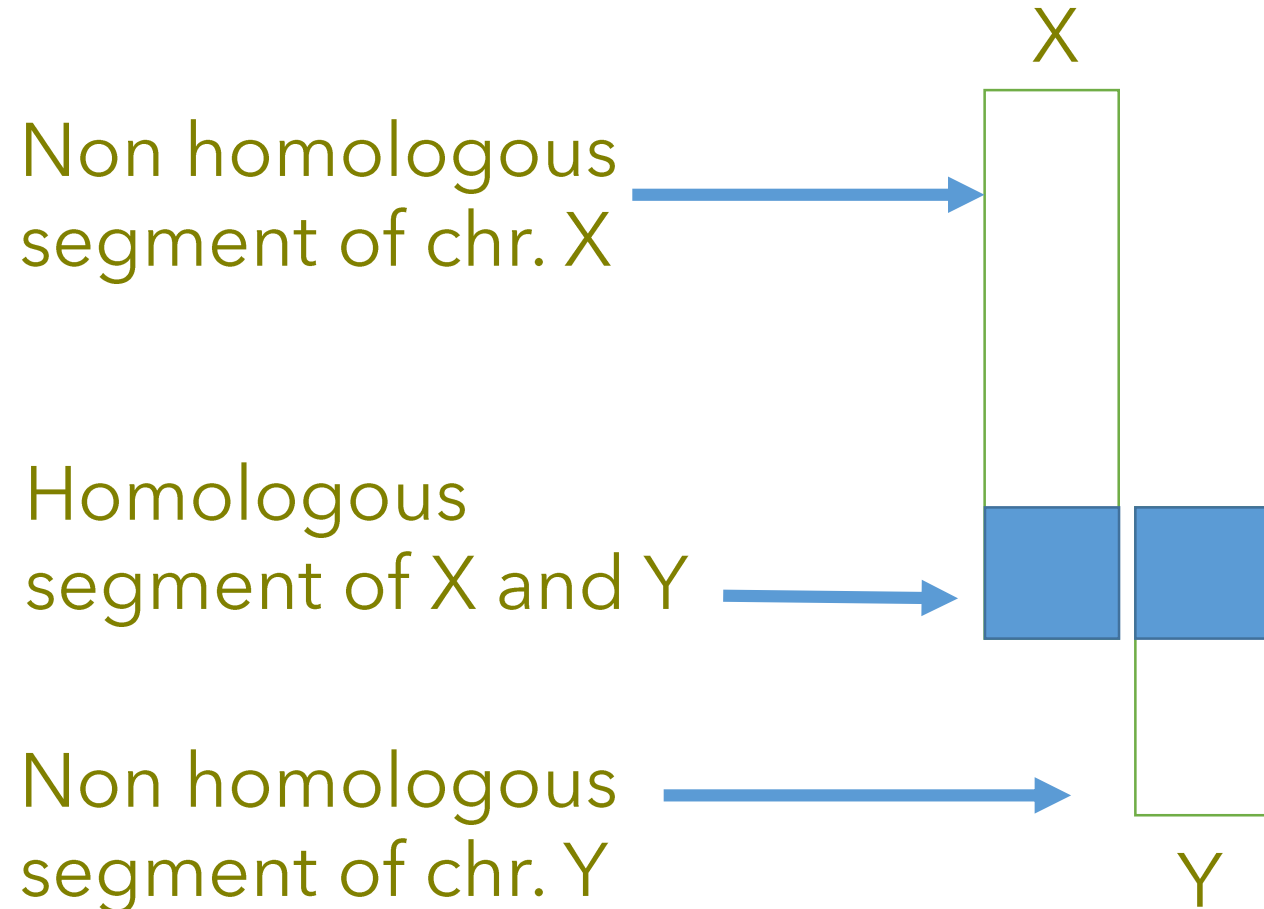 X
Non homologous
segment of chr. X
Homologous
segment of X and Y
Non homologous
segment of chr. Y
Y